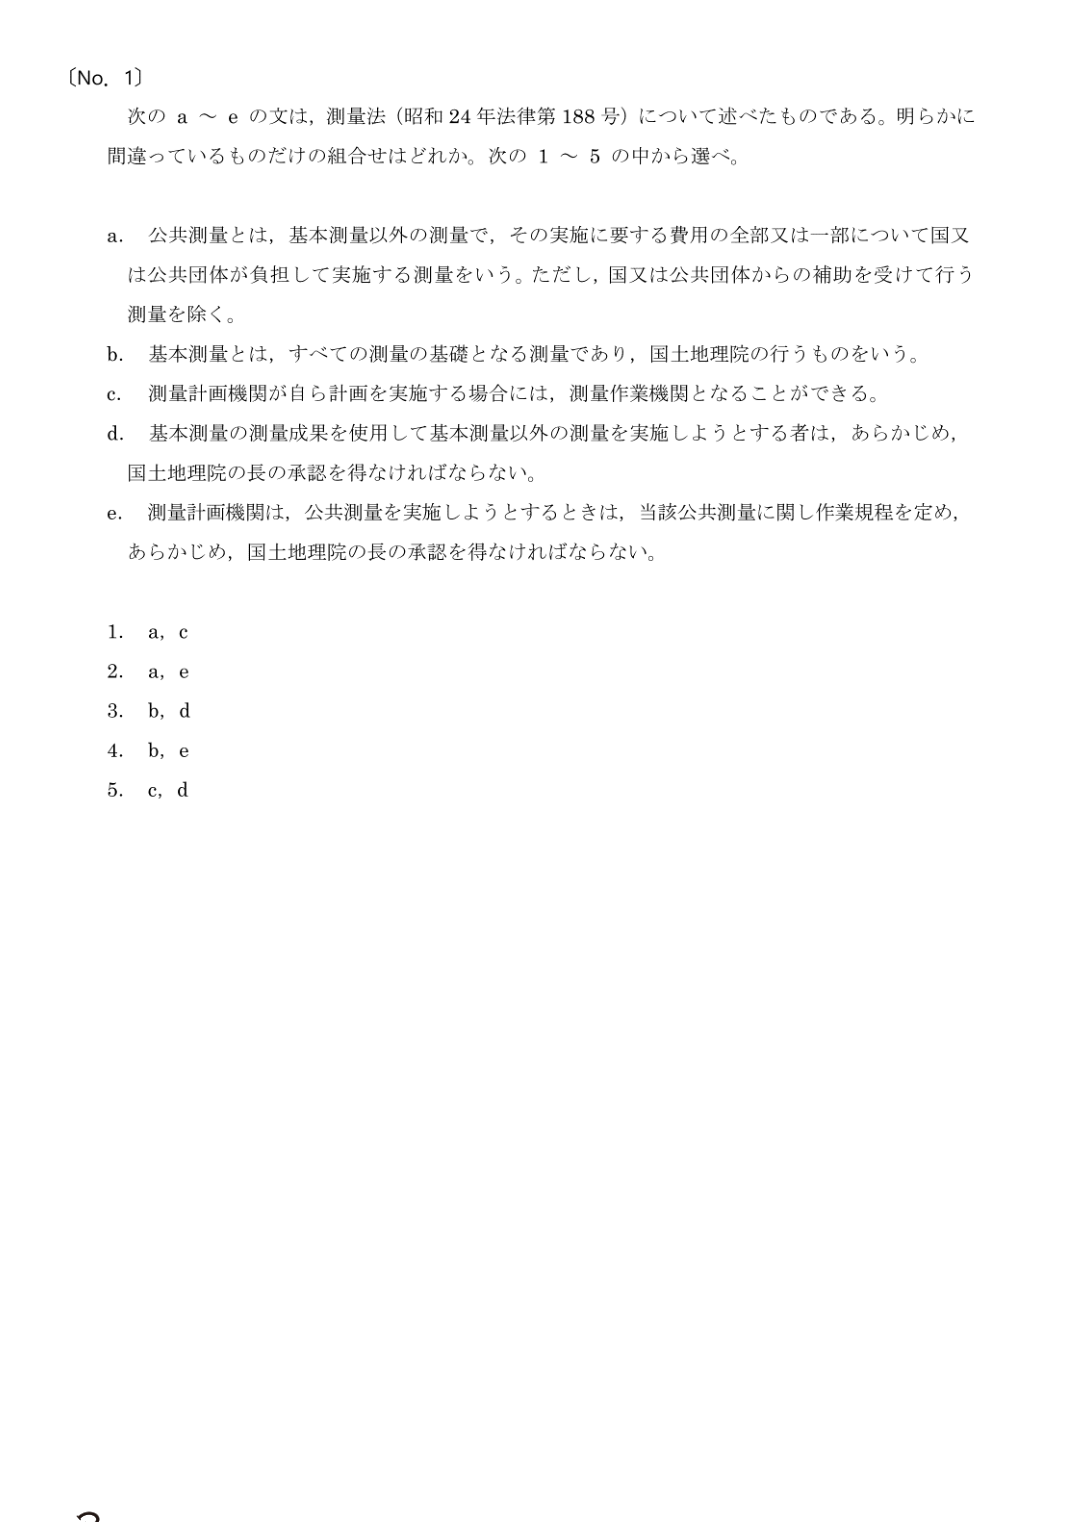 〔No. 1〕
次の a ～ e の文は，測量法（昭和 24 年法律第 188 号）について述べたものである。明らかに
間違っているものだけの組合せはどれか。次の 1 ～ 5 の中から選べ。
a. 公共測量とは，基本測量以外の測量で，その実施に要する費用の全部又は一部について国又
は公共団体が負担して実施する測量をいう。ただし，国又は公共団体からの補助を受けて行う
測量を除く。
b. 基本測量とは，すべての測量の基礎となる測量であり，国土地理院の行うものをいう。
c. 測量計画機関が自ら計画を実施する場合には，測量作業機関となることができる。
d. 基本測量の測量成果を使用して基本測量以外の測量を実施しようとする者は，あらかじめ，
国土地理院の長の承認を得なければならない。
e. 測量計画機関は，公共測量を実施しようとするときは，当該公共測量に関し作業規程を定め，
あらかじめ，国土地理院の長の承認を得なければならない。
1. a，c
2. a，e
3. b，d
4. b，e
5. c，d